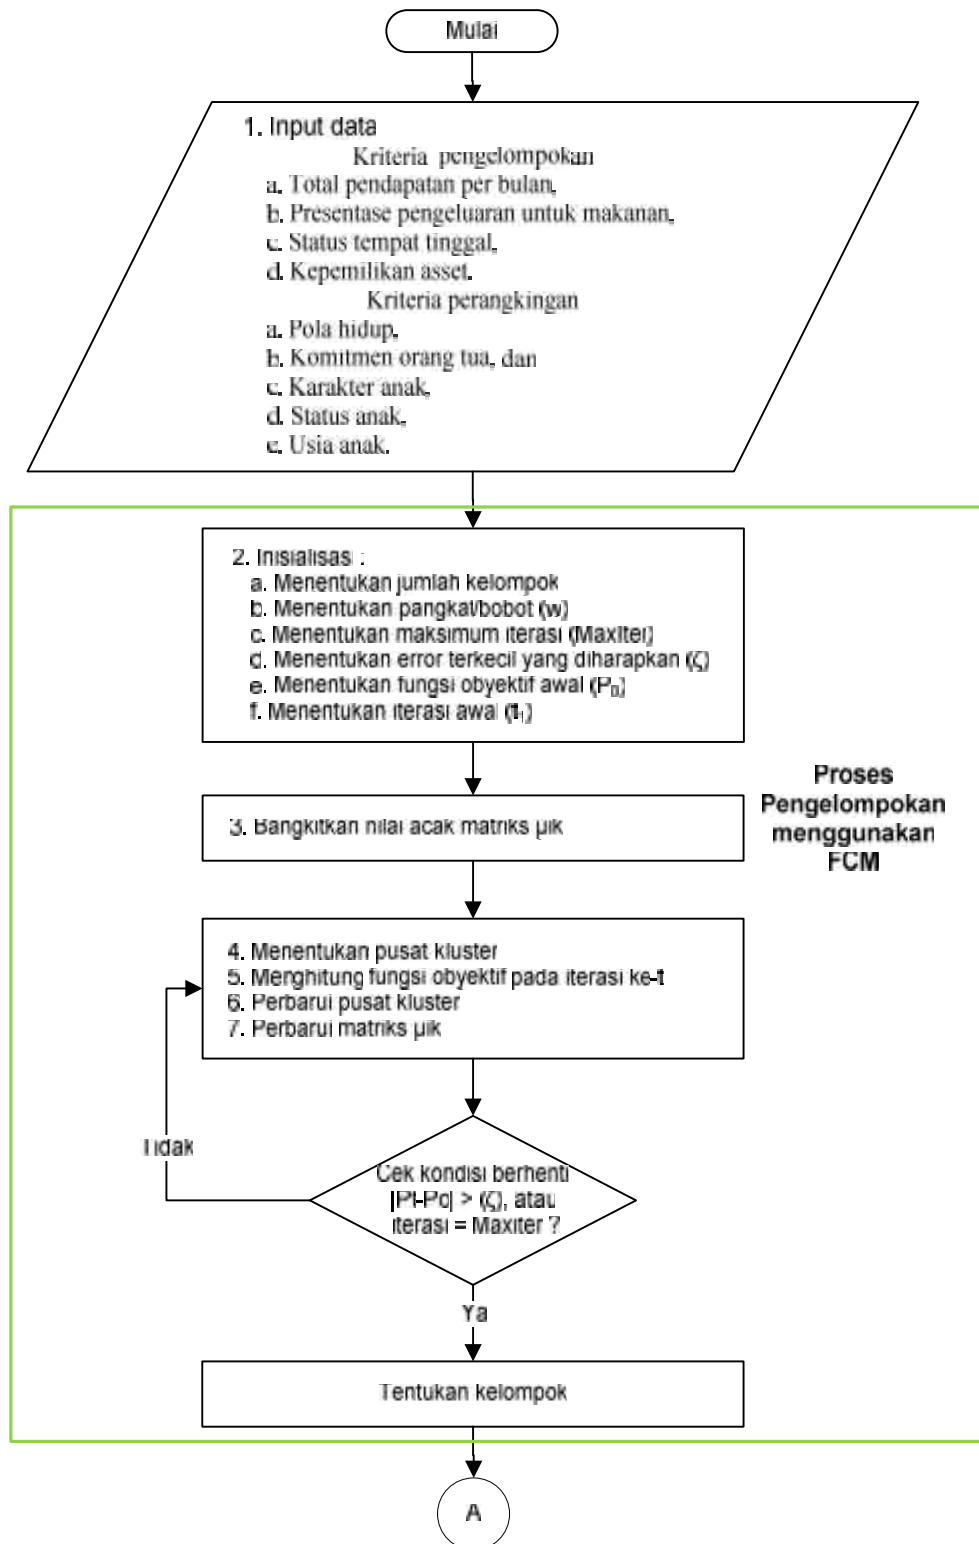 Mulai
1. Input data
Kriteria pengelompokan
a. Total pendapatan per bulan,
b. Presentase pengeluaran untuk makanan,
c. Status tempat tinggal,
d. Kepemilikan asset.
Kriteria perangkingan
a. Pola hidup,
b. Komitmen orang tua, dan
c. Karakter anak,
d. Status anak,
e. Usia anak.
2. Inisialisasi :
a. Menentukan jumlah kelompok
b. Menentukan pangkat/bobot (w)
c. Menentukan maksimum iterasi (MaxIter)
d. Menentukan error terkecil yang diharapkan (ζ)
e. Menentukan fungsi obyektif awal (P₀)
f. Menentukan iterasi awal (t₁)
3. Bangkitkan nilai acak matriks µik
Proses
Pengelompokan
menggunakan
FCM
4. Menentukan pusat kluster
5. Menghitung fungsi obyektif pada iterasi ke-t
6. Perbarui pusat kluster
7. Perbarui matriks µik
Tidak
Cek kondisi berhenti
|Pt-Po| > (ζ), atau
iterasi = MaxIter ?
Ya
Tentukan kelompok
A